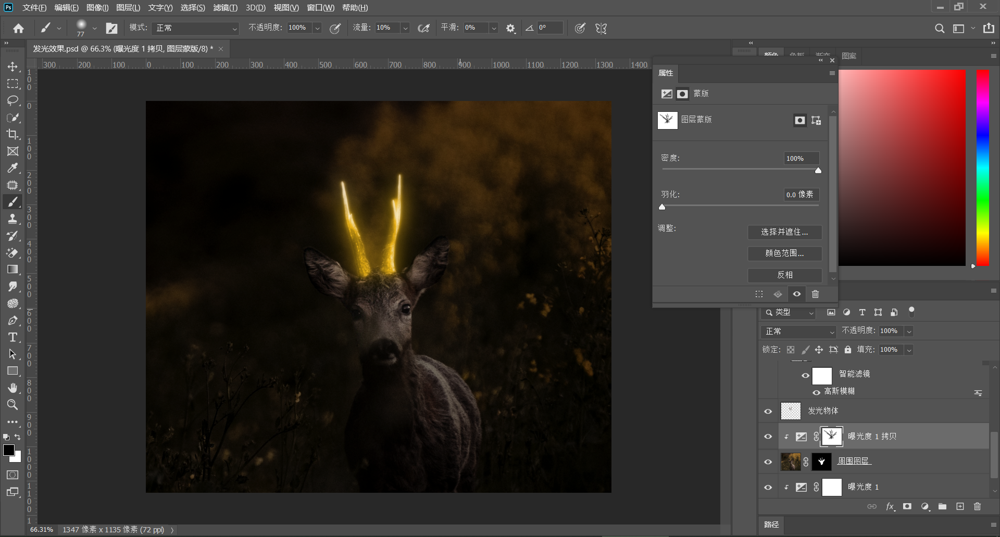 Ps 文件(F) 编辑(E) 图像(I) 图层(L) 文字(Y) 选择(S) 滤镜(T) 3D(D) 视图(V) 窗口(W) 帮助(H)
77 模式: 正常 不透明度: 100% 流量: 10% 平滑: 0% 0°
发光效果.psd @ 66.3% (曝光度 1 拷贝, 图层蒙版/8) * ×
颜色 色板 渐变 图案
300 200 100 0 100 200 300 400 500 600 700 800 900 1000 1100 1200 1300 1400
100
0
100
200
300
400
500
600
700
800
900
1000
1100
1
属性
蒙版
图层蒙版
密度: 100%
羽化: 0.0 像素
调整:
选择并遮住...
颜色范围...
反相
类型
正常 不透明度: 100%
锁定: 填充: 100%
智能滤镜
高斯模糊
发光物体
曝光度 1 拷贝
周围图层
曝光度 1
fx
路径
66.31% 1347 像素 x 1135 像素 (72 ppi)